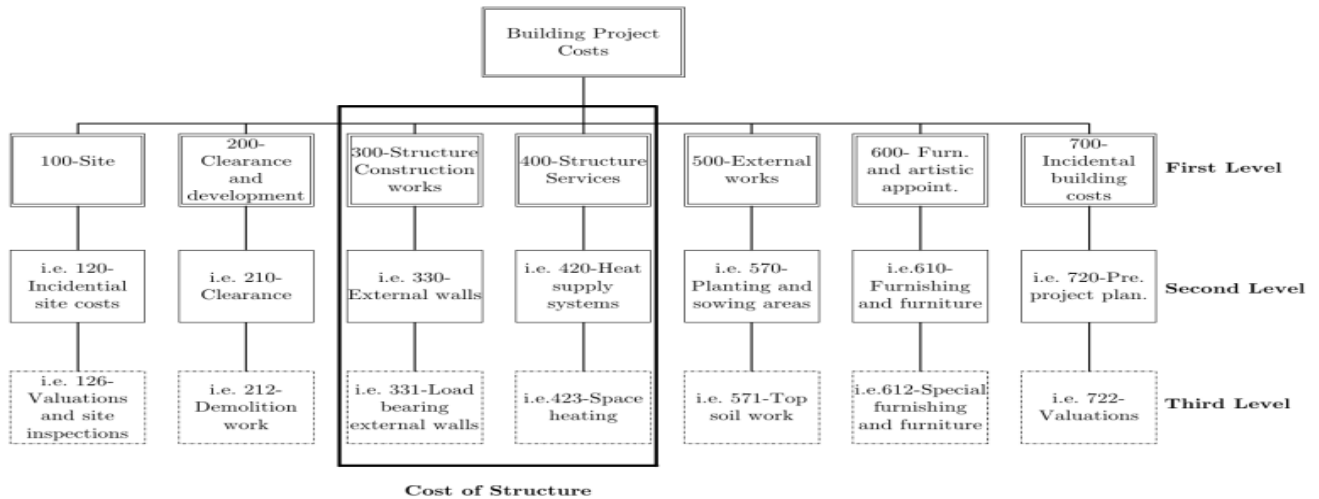 Building Project
Costs
100-Site
200-
Clearance
and
development
300-Structure
Construction
works
400-Structure
Services
500-External
works
600- Furn.
and artistic
appoint.
700-
Incidental
building
costs
First Level
i.e. 120-
Incidential
site costs
i.e. 210-
Clearance
i.e. 330-
External walls
i.e. 420-Heat
supply
systems
i.e. 570-
Planting and
sowing areas
i.e.610-
Furnishing
and furniture
i.e. 720-Pre.
project plan.
Second Level
i.e. 126-
Valuations
and site
inspections
i.e. 212-
Demolition
work
i.e. 331-Load
bearing
external walls
i.e.423-Space
heating
i.e. 571-Top
soil work
i.e.612-Special
furnishing
and furniture
i.e. 722-
Valuations
Third Level
Cost of Structure